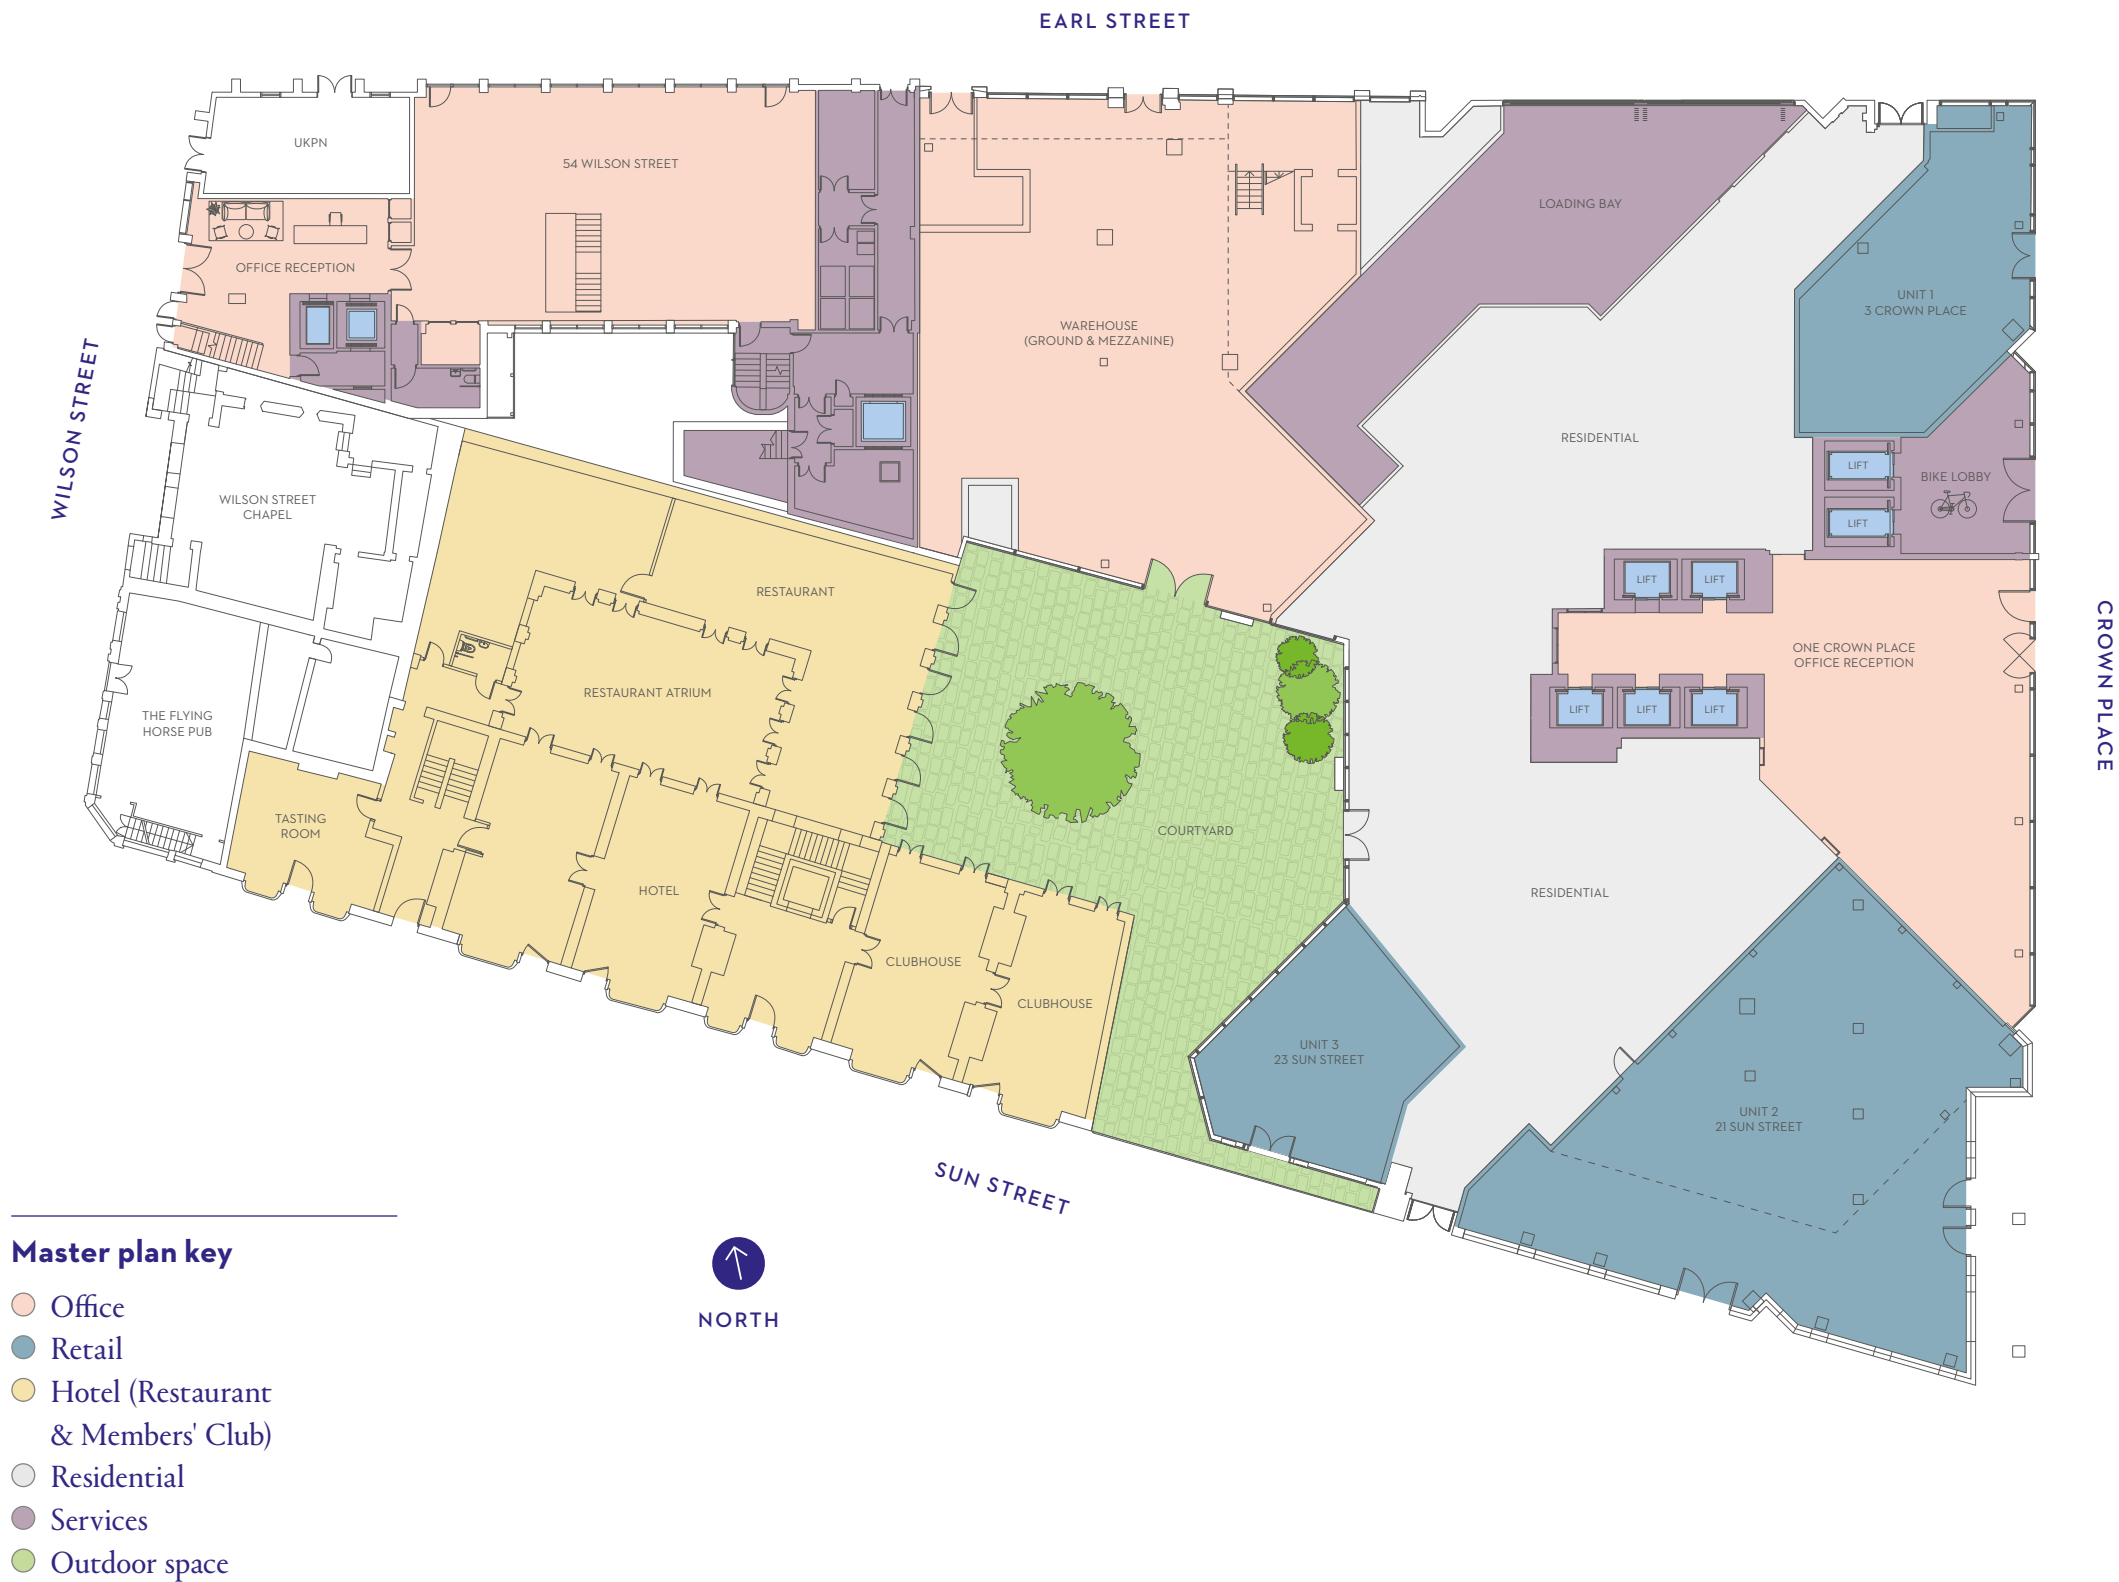 EARL STREET
UKPN
54 WILSON STREET
LOADING BAY
OFFICE RECEPTION
UNIT 1
3 CROWN PLACE
WAREHOUSE
(GROUND & MEZZANINE)
WILSON STREET
RESIDENTIAL
LIFT
BIKE LOBBY
LIFT
WILSON STREET
CHAPEL
RESTAURANT
LIFT
LIFT
CROWN PLACE
ONE CROWN PLACE
OFFICE RECEPTION
RESTAURANT ATRIUM
LIFT
LIFT
LIFT
THE FLYING
HORSE PUB
TASTING
ROOM
COURTYARD
HOTEL
RESIDENTIAL
CLUBHOUSE
CLUBHOUSE
UNIT 3
23 SUN STREET
UNIT 2
21 SUN STREET
SUN STREET
NORTH
Master plan key
Office
Retail
Hotel (Restaurant
& Members' Club)
Residential
Services
Outdoor space